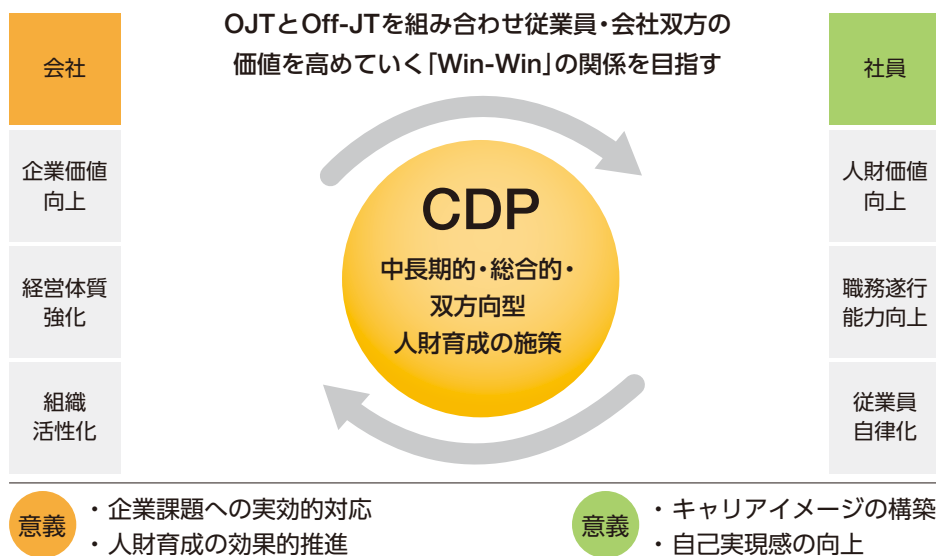 OJTとOff-JTを組み合わせ従業員・会社双方の
価値を高めていく「Win-Win」の関係を目指す
会社
企業価値
向上
経営体質
強化
組織
活性化
CDP
中長期的・総合的・
双方向型
人財育成の施策
社員
人財価値
向上
職務遂行
能力向上
従業員
自律化
意義
・企業課題への実効的対応
・人財育成の効果的推進
意義
・キャリアイメージの構築
・自己実現感の向上